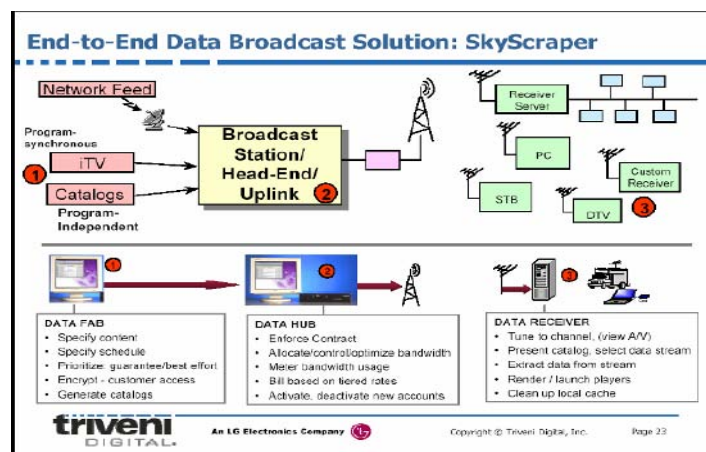 End-to-End Data Broadcast Solution: SkyScraper
Network Feed
Program-
synchronous
1
iTV
Catalogs
Program-
Independent
Broadcast
Station/
Head-End/
Uplink
2
Receiver
Server
PC
Custom
Receiver
STB
DTV
3
1
2
3
DATA FAB
• Specify content
• Specify schedule
• Prioritize: guarantee/best effort
• Encrypt - customer access
• Generate catalogs
DATA HUB
• Enforce Contract
• Allocate/control/optimize bandwidth
• Meter bandwidth usage
• Bill based on tiered rates
• Activate, deactivate new accounts
DATA RECEIVER
• Tune to channel, (view A/V)
• Present catalog, select data stream
• Extract data from stream
• Render / launch players
• Clean up local cache
triveni
DIGITAL.
An LG Electronics Company
LG
Copyright © Triveni Digital, Inc.
Page 23